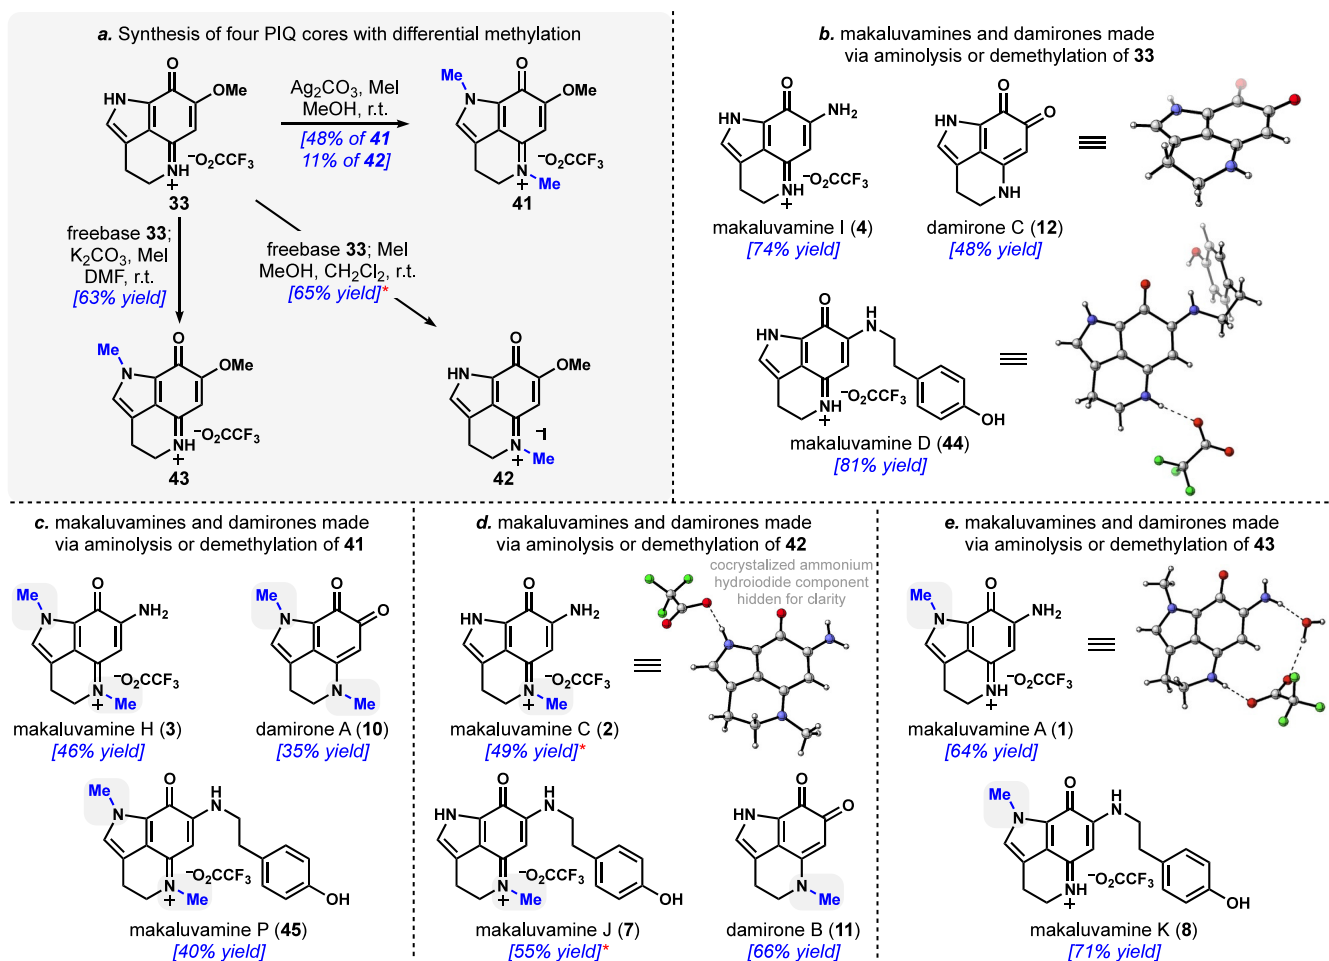 a. Synthesis of four PIQ cores with differential methylation
O
HN
OMe
NH
+
⁻O₂CCF₃
33
Ag₂CO₃, MeI
MeOH, r.t.
[48% of 41
11% of 42]
O
Me
N
OMe
N
+
Me
⁻O₂CCF₃
41
freebase 33;
K₂CO₃, MeI
DMF, r.t.
[63% yield]
freebase 33; MeI
MeOH, CH₂Cl₂, r.t.
[65% yield]*
O
Me
N
OMe
NH
+
⁻O₂CCF₃
43
O
HN
OMe
⁻I
N
+
Me
42
b. makaluvamines and damirones made
via aminolysis or demethylation of 33
O
HN
NH₂
NH
+
⁻O₂CCF₃
makaluvamine I (4)
[74% yield]
O
O
HN
NH
damirone C (12)
[48% yield]
O
H
N
HN
NH
+
⁻O₂CCF₃
OH
makaluvamine D (44)
[81% yield]
c. makaluvamines and damirones made
via aminolysis or demethylation of 41
O
Me
N
NH₂
N
+
Me
⁻O₂CCF₃
makaluvamine H (3)
[46% yield]
O
O
Me
N
N
Me
damirone A (10)
[35% yield]
O
H
N
Me
N
N
+
Me
⁻O₂CCF₃
OH
makaluvamine P (45)
[40% yield]
d. makaluvamines and damirones made
via aminolysis or demethylation of 42
cocrystalized ammonium
hydroiodide component
hidden for clarity
O
HN
NH₂
N
+
Me
⁻O₂CCF₃
makaluvamine C (2)
[49% yield]*
O
H
N
HN
N
+
Me
⁻O₂CCF₃
OH
makaluvamine J (7)
[55% yield]*
O
O
HN
N
Me
damirone B (11)
[66% yield]
e. makaluvamines and damirones made
via aminolysis or demethylation of 43
O
Me
N
NH₂
NH
+
⁻O₂CCF₃
makaluvamine A (1)
[64% yield]
O
H
N
Me
N
NH
+
⁻O₂CCF₃
OH
makaluvamine K (8)
[71% yield]